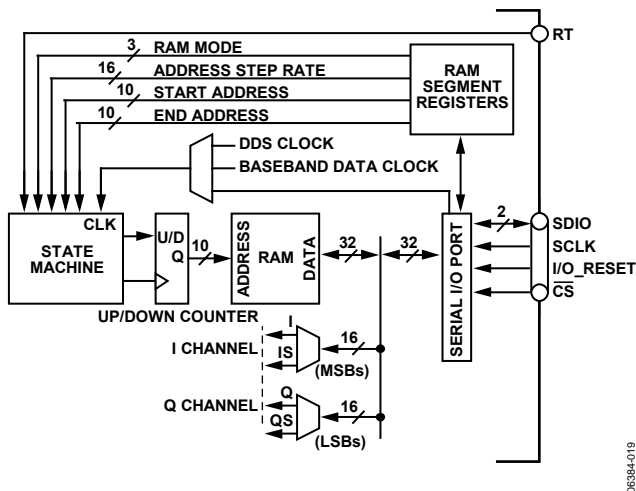 RT
3 RAM MODE
16 ADDRESS STEP RATE
10 START ADDRESS
10 END ADDRESS
RAM
SEGMENT
REGISTERS
DDS CLOCK
BASEBAND DATA CLOCK
CLK
STATE
MACHINE
U/D
Q
10
ADDRESS
RAM
DATA
32
32
SERIAL I/O PORT
2
SDIO
SCLK
I/O_RESET
CS
UP/DOWN COUNTER
I CHANNEL
I
IS
16
(MSBs)
Q CHANNEL
Q
QS
16
(LSBs)
06384-019